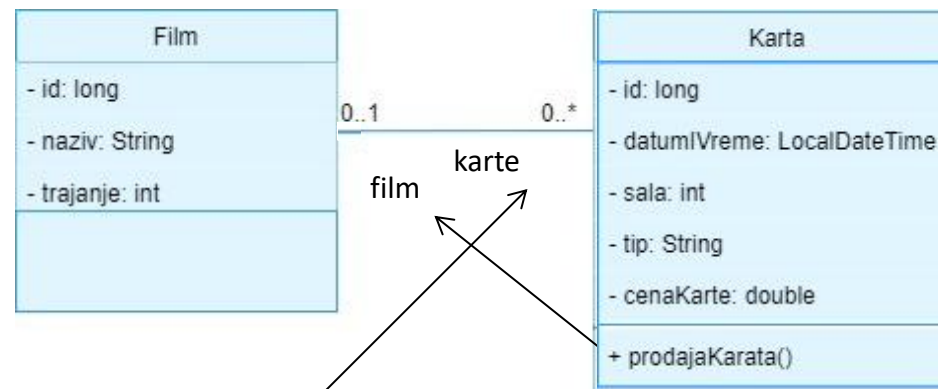 Film
- id: long
- naziv: String
- trajanje: int
0..1
0..*
karte
film
Karta
- id: long
- datumIVreme: LocalDateTime
- sala: int
- tip: String
- cenaKarte: double
+ prodajaKarata()